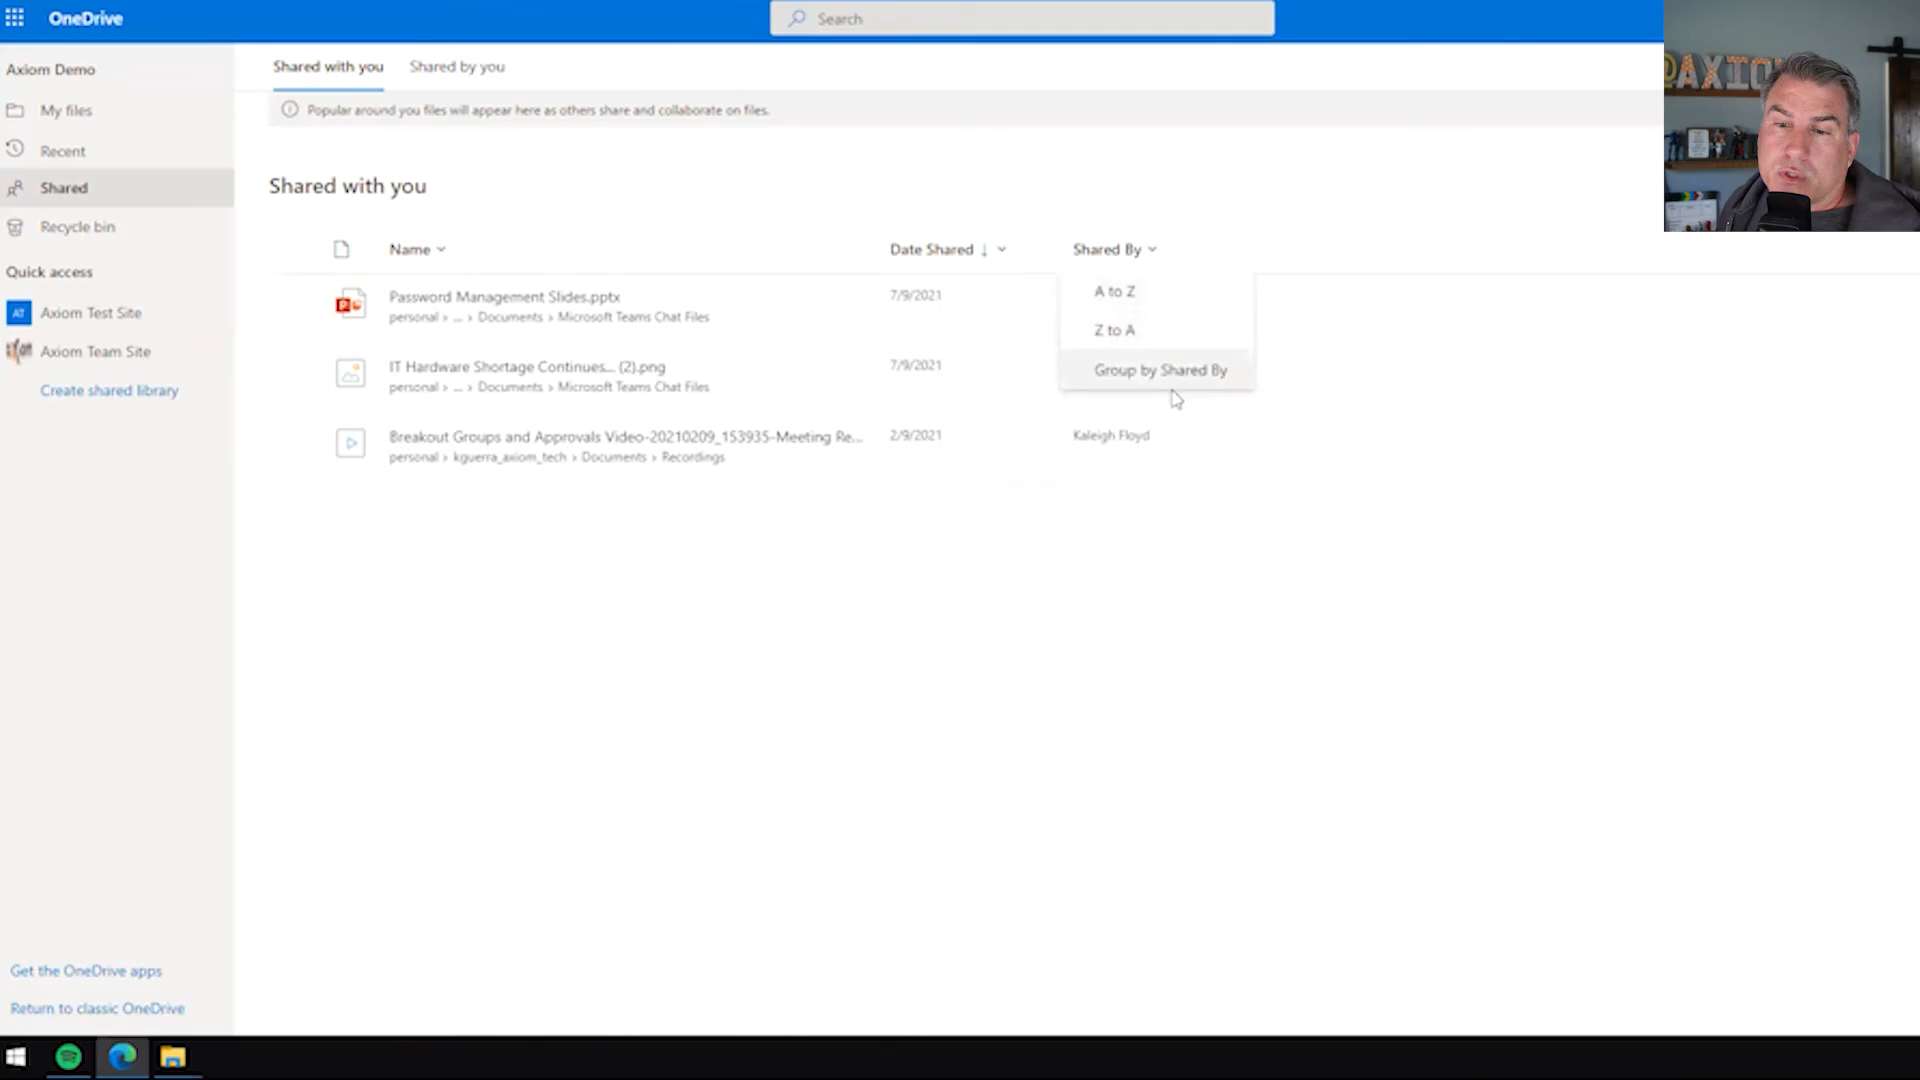 OneDrive
Search
Axiom Demo
My files
Recent
Shared
Recycle bin
Quick access
AT Axiom Test Site
Axiom Team Site
Create shared library
Get the OneDrive apps
Return to classic OneDrive
Shared with you Shared by you
Popular around you files will appear here as others share and collaborate on files.
Shared with you
Name Date Shared ↓ Shared By
Password Management Slides.pptx 7/9/2021
personal > ... > Documents > Microsoft Teams Chat Files
IT Hardware Shortage Continues... (2).png 7/9/2021
personal > ... > Documents > Microsoft Teams Chat Files
Breakout Groups and Approvals Video-20210209_153935-Meeting Re... 2/9/2021 Kaleigh Floyd
personal > kguerra_axiom_tech > Documents > Recordings
A to Z
Z to A
Group by Shared By
@AXIO